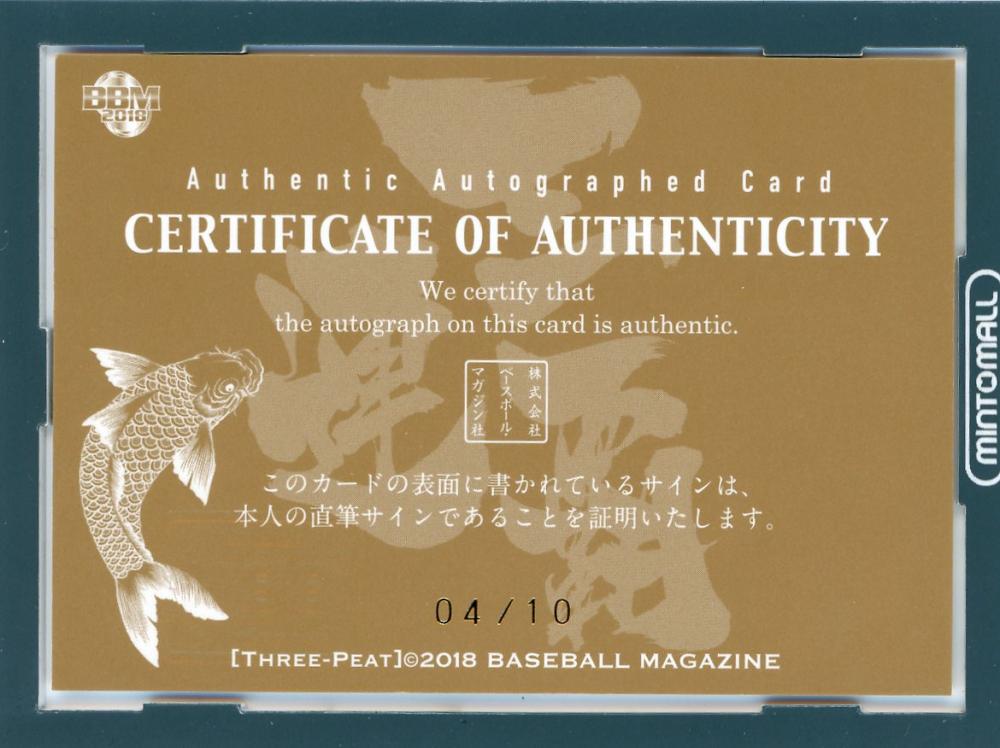 BBM
2018
Authentic Autographed Card
CERTIFICATE OF AUTHENTICITY
We certify that
the autograph on this card is authentic.
株式会社
ベースボール・
マガジン社
このカードの表面に書かれているサインは、
本人の直筆サインであることを証明いたします。
04/10
[THREE-PEAT]©2018 BASEBALL MAGAZINE
MINTOMALL